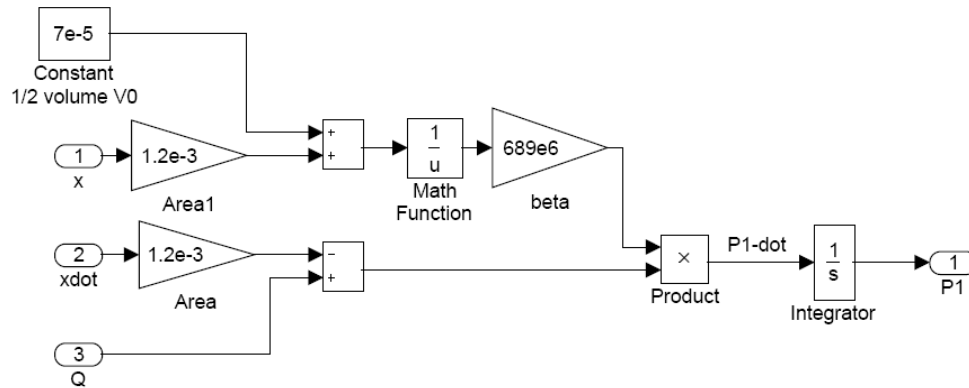 7e-5
Constant
1/2 volume V0
1
x
1.2e-3
Area1
+
+
1
u
Math
Function
689e6
beta
2
xdot
1.2e-3
Area
−
+
×
Product
P1-dot
1
s
Integrator
1
P1
3
Q